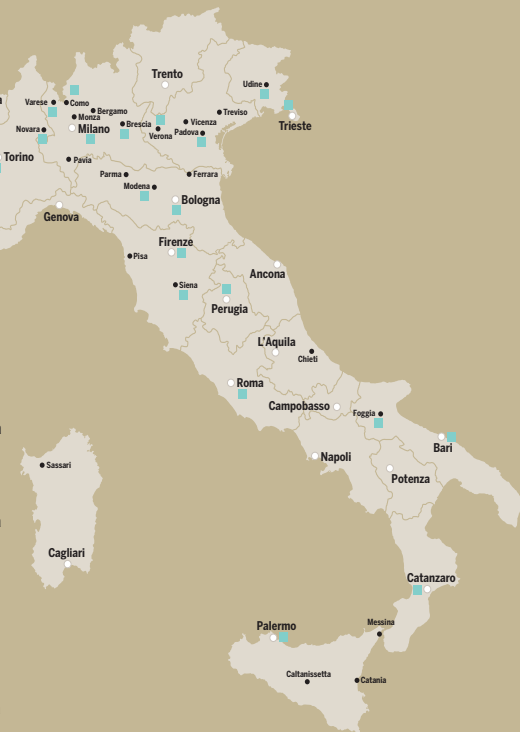 Trento
Udine
Varese
Como
Bergamo
Monza
Treviso
Vicenza
Brescia
Novara
Milano
Verona
Padova
Trieste
Torino
Pavia
Parma
Ferrara
Modena
Bologna
Genova
Firenze
Pisa
Ancona
Siena
Perugia
L'Aquila
Chieti
Roma
Campobasso
Foggia
Bari
Napoli
Sassari
Potenza
Cagliari
Catanzaro
Messina
Palermo
Caltanissetta
Catania